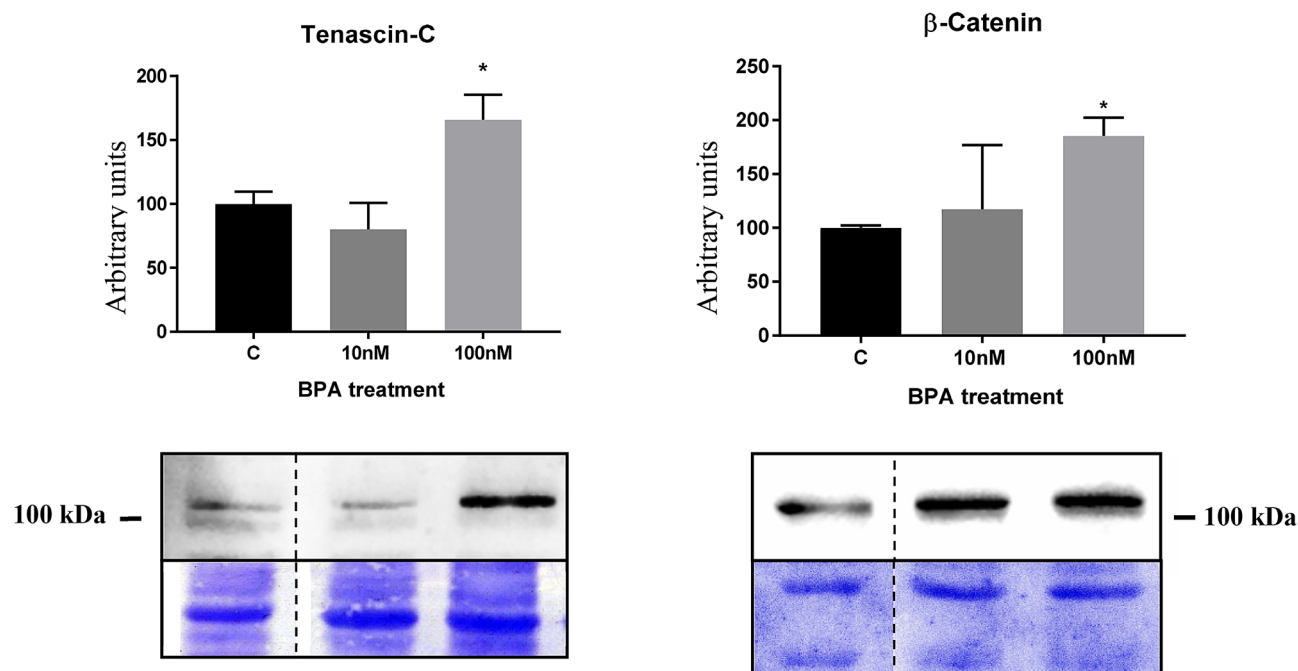 Tenascin-C
*
200
150
100
50
0
Arbitrary units
C 10nM 100nM
BPA treatment
β-Catenin
*
250
200
150
100
50
0
Arbitrary units
C 10nM 100nM
BPA treatment
100 kDa
100 kDa